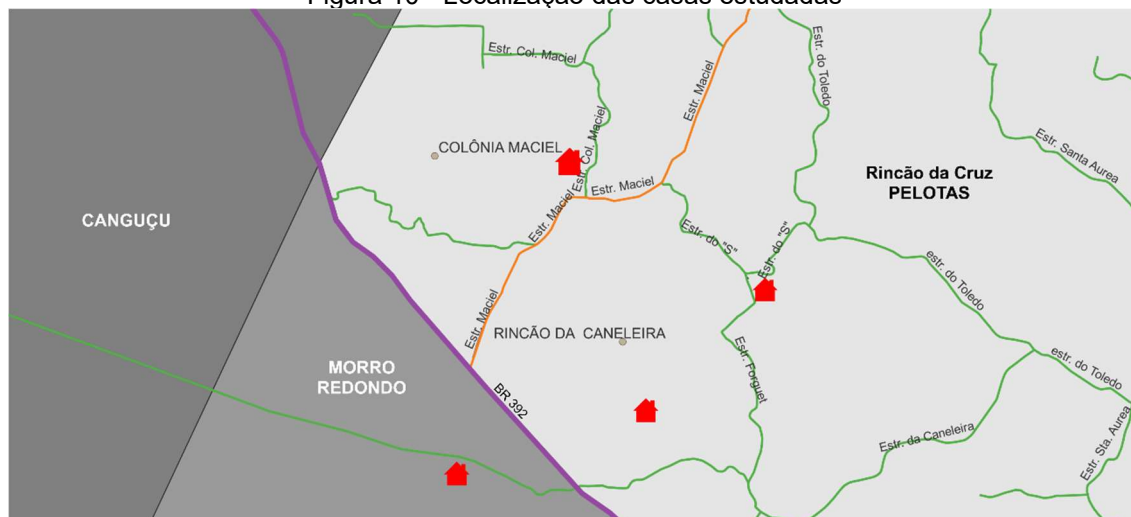 Figura 10 - Localização das casas estudadas
Estr. Col. Maciel
Estr. Maciel
Estr. do Toledo
Estr. Santa Aurea
COLÔNIA MACIEL
Estr. Col. Maciel
Estr. Maciel
Rincão da Cruz
PELOTAS
CANGUÇU
Estr. Maciel
Estr. do "S"
Estr. do "S"
estr. do Toledo
Estr. Maciel
RINCÃO DA CANELEIRA
MORRO
REDONDO
BR 392
Estr. Forguet
estr. do Toledo
Estr. da Caneleira
Estr. Sta. Aurea